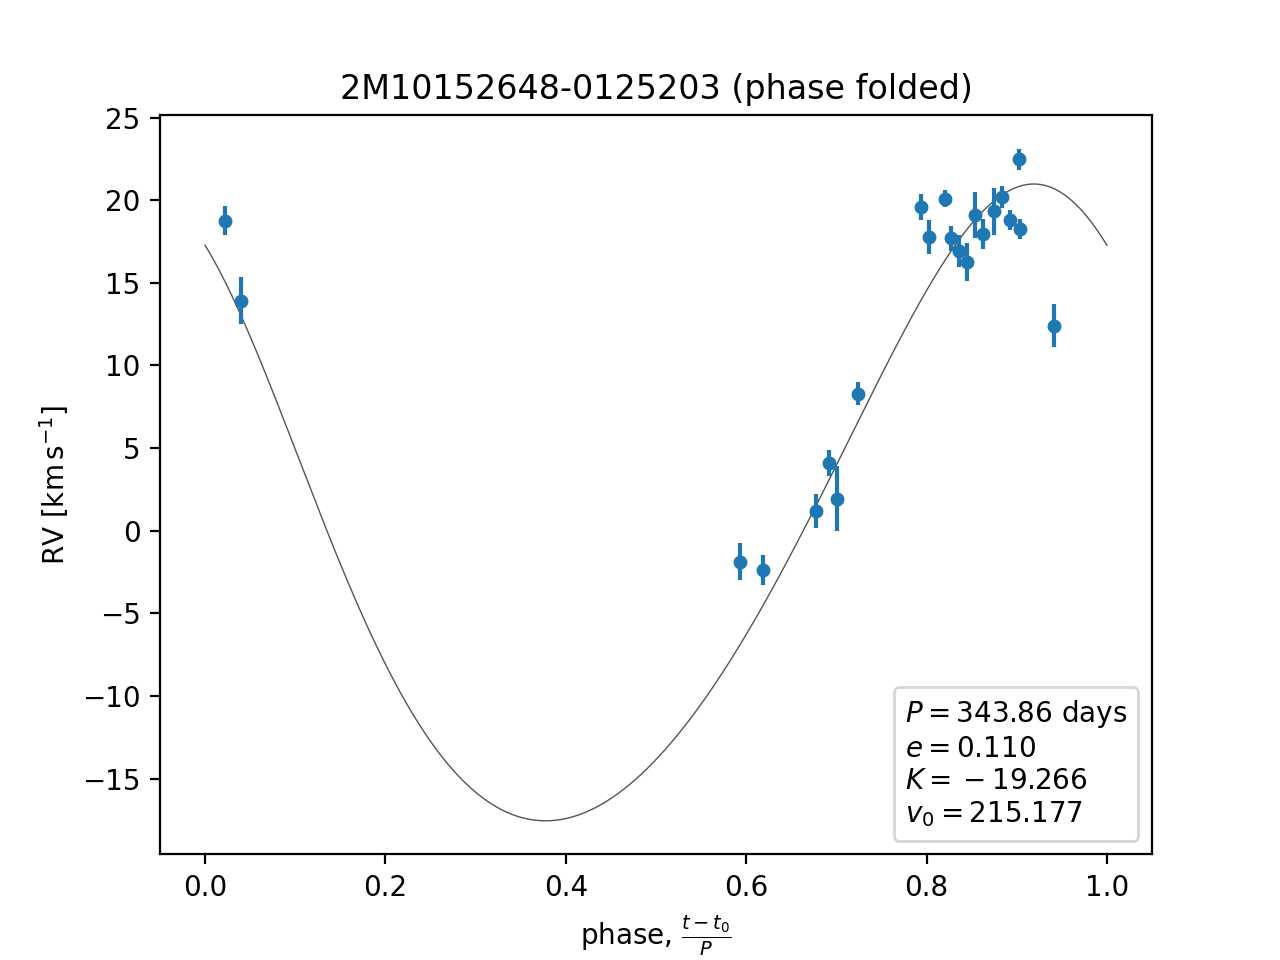 2M10152648-0125203 (phase folded)
25
20
15
10
5
0
−5
−10
−15
RV [km s⁻¹]
P = 343.86 days
e = 0.110
K = −19.266
v₀ = 215.177
0.0 0.2 0.4 0.6 0.8 1.0
phase, (t − t₀)/P